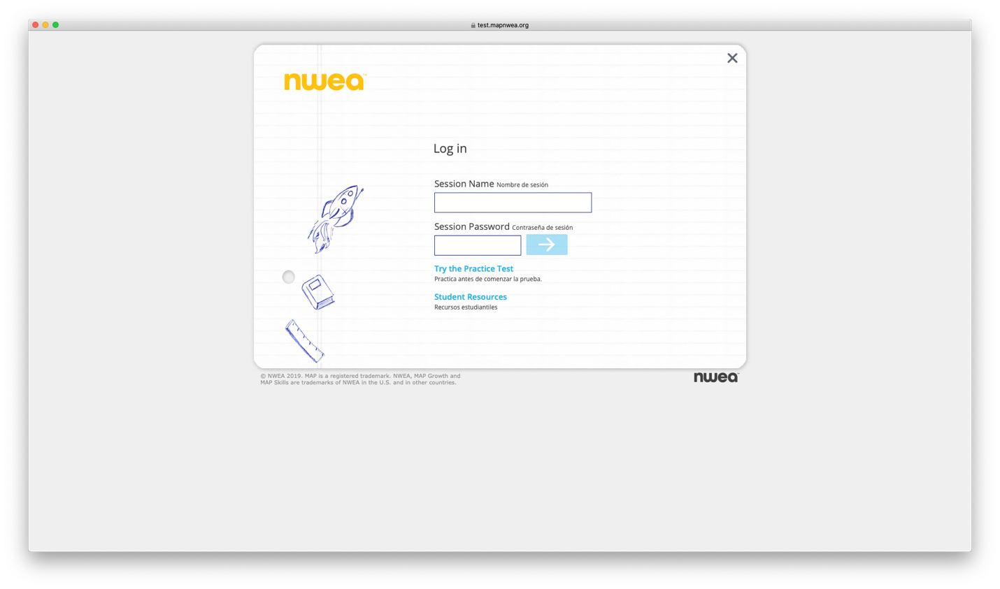 test.mapnwea.org
nwea™
Log in
Session Name Nombre de sesión
Session Password Contraseña de sesión
Try the Practice Test
Practica antes de comenzar la prueba.
Student Resources
Recursos estudiantiles
© NWEA 2019. MAP is a registered trademark. NWEA, MAP Growth and
MAP Skills are trademarks of NWEA in the U.S. and in other countries.
nwea™